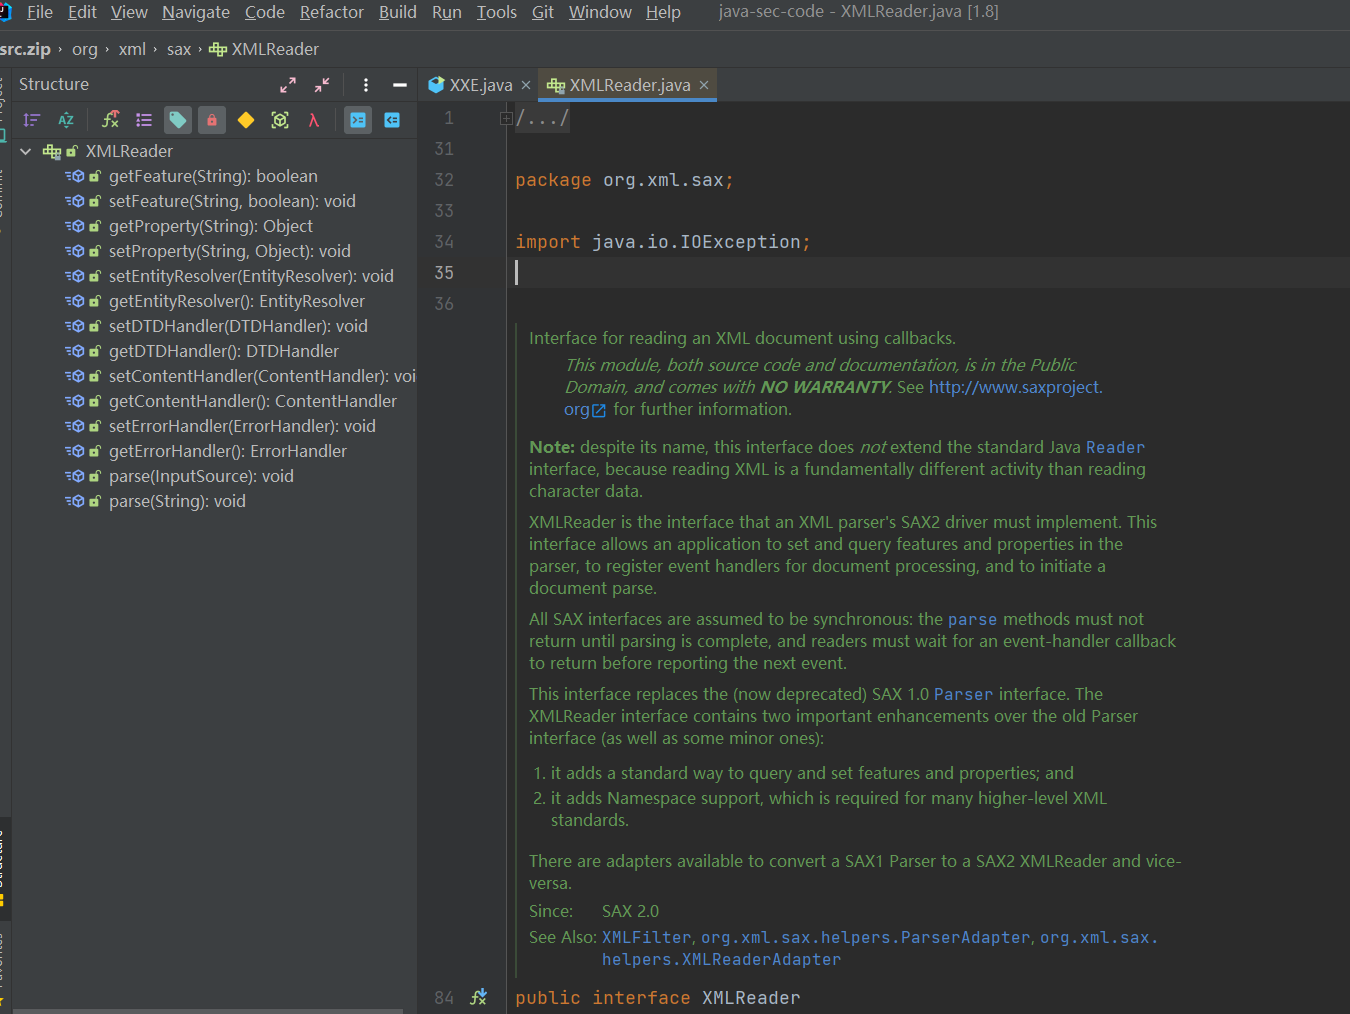 File Edit View Navigate Code Refactor Build Run Tools Git Window Help java-sec-code - XMLReader.java [1.8]
src.zip › org › xml › sax › XMLReader
Structure
XXE.java ×
XMLReader.java ×
XMLReader
getFeature(String): boolean
setFeature(String, boolean): void
getProperty(String): Object
setProperty(String, Object): void
setEntityResolver(EntityResolver): void
getEntityResolver(): EntityResolver
setDTDHandler(DTDHandler): void
getDTDHandler(): DTDHandler
setContentHandler(ContentHandler): voi
getContentHandler(): ContentHandler
setErrorHandler(ErrorHandler): void
getErrorHandler(): ErrorHandler
parse(InputSource): void
parse(String): void
1 /.../
31
32 package org.xml.sax;
33
34 import java.io.IOException;
35
36
Interface for reading an XML document using callbacks.
This module, both source code and documentation, is in the Public
Domain, and comes with NO WARRANTY. See http://www.saxproject.
org for further information.
Note: despite its name, this interface does not extend the standard Java Reader
interface, because reading XML is a fundamentally different activity than reading
character data.
XMLReader is the interface that an XML parser's SAX2 driver must implement. This
interface allows an application to set and query features and properties in the
parser, to register event handlers for document processing, and to initiate a
document parse.
All SAX interfaces are assumed to be synchronous: the parse methods must not
return until parsing is complete, and readers must wait for an event-handler callback
to return before reporting the next event.
This interface replaces the (now deprecated) SAX 1.0 Parser interface. The
XMLReader interface contains two important enhancements over the old Parser
interface (as well as some minor ones):
1. it adds a standard way to query and set features and properties; and
2. it adds Namespace support, which is required for many higher-level XML
standards.
There are adapters available to convert a SAX1 Parser to a SAX2 XMLReader and vice-
versa.
Since: SAX 2.0
See Also: XMLFilter, org.xml.sax.helpers.ParserAdapter, org.xml.sax.
helpers.XMLReaderAdapter
84 public interface XMLReader